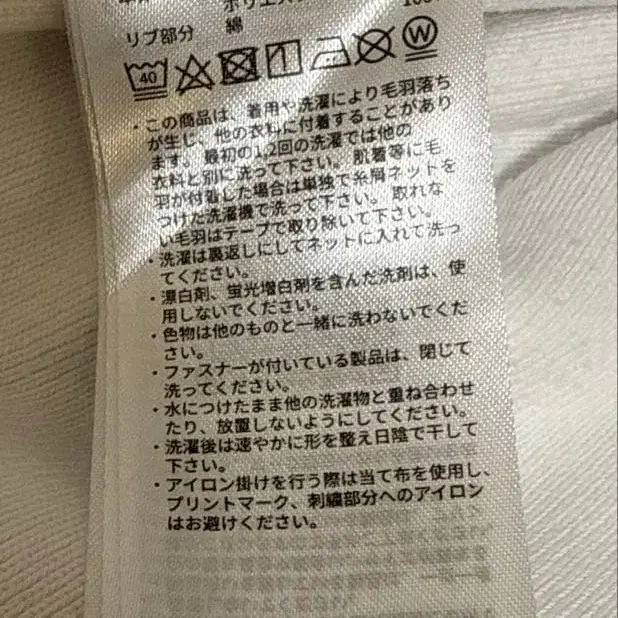 ポリエス
リブ部分 綿
40 W
・この商品は、着用や洗濯により毛羽落ち
が生じ、他の衣料に付着することがあり
ます。最初の1,2回の洗濯では他の
衣料と別に洗って下さい。肌着等に毛
羽が付着した場合は単独で糸屑ネットを
つけた洗濯機で洗って下さい。取れな
い毛羽はテープで取り除いて下さい。
・洗濯は裏返しにしてネットに入れて洗っ
てください。
・漂白剤、蛍光増白剤を含んだ洗剤は、使
用しないでください。
・色物は他のものと一緒に洗わないでくだ
さい。
・ファスナーが付いている製品は、閉じて
洗ってください。
・水につけたまま他の洗濯物と重ね合わせ
たり、放置しないようにしてください。
・洗濯後は速やかに形を整え日陰で干して
下さい。
・アイロン掛けを行う際は当て布を使用し、
プリントマーク、刺繍部分へのアイロン
はお避けください。